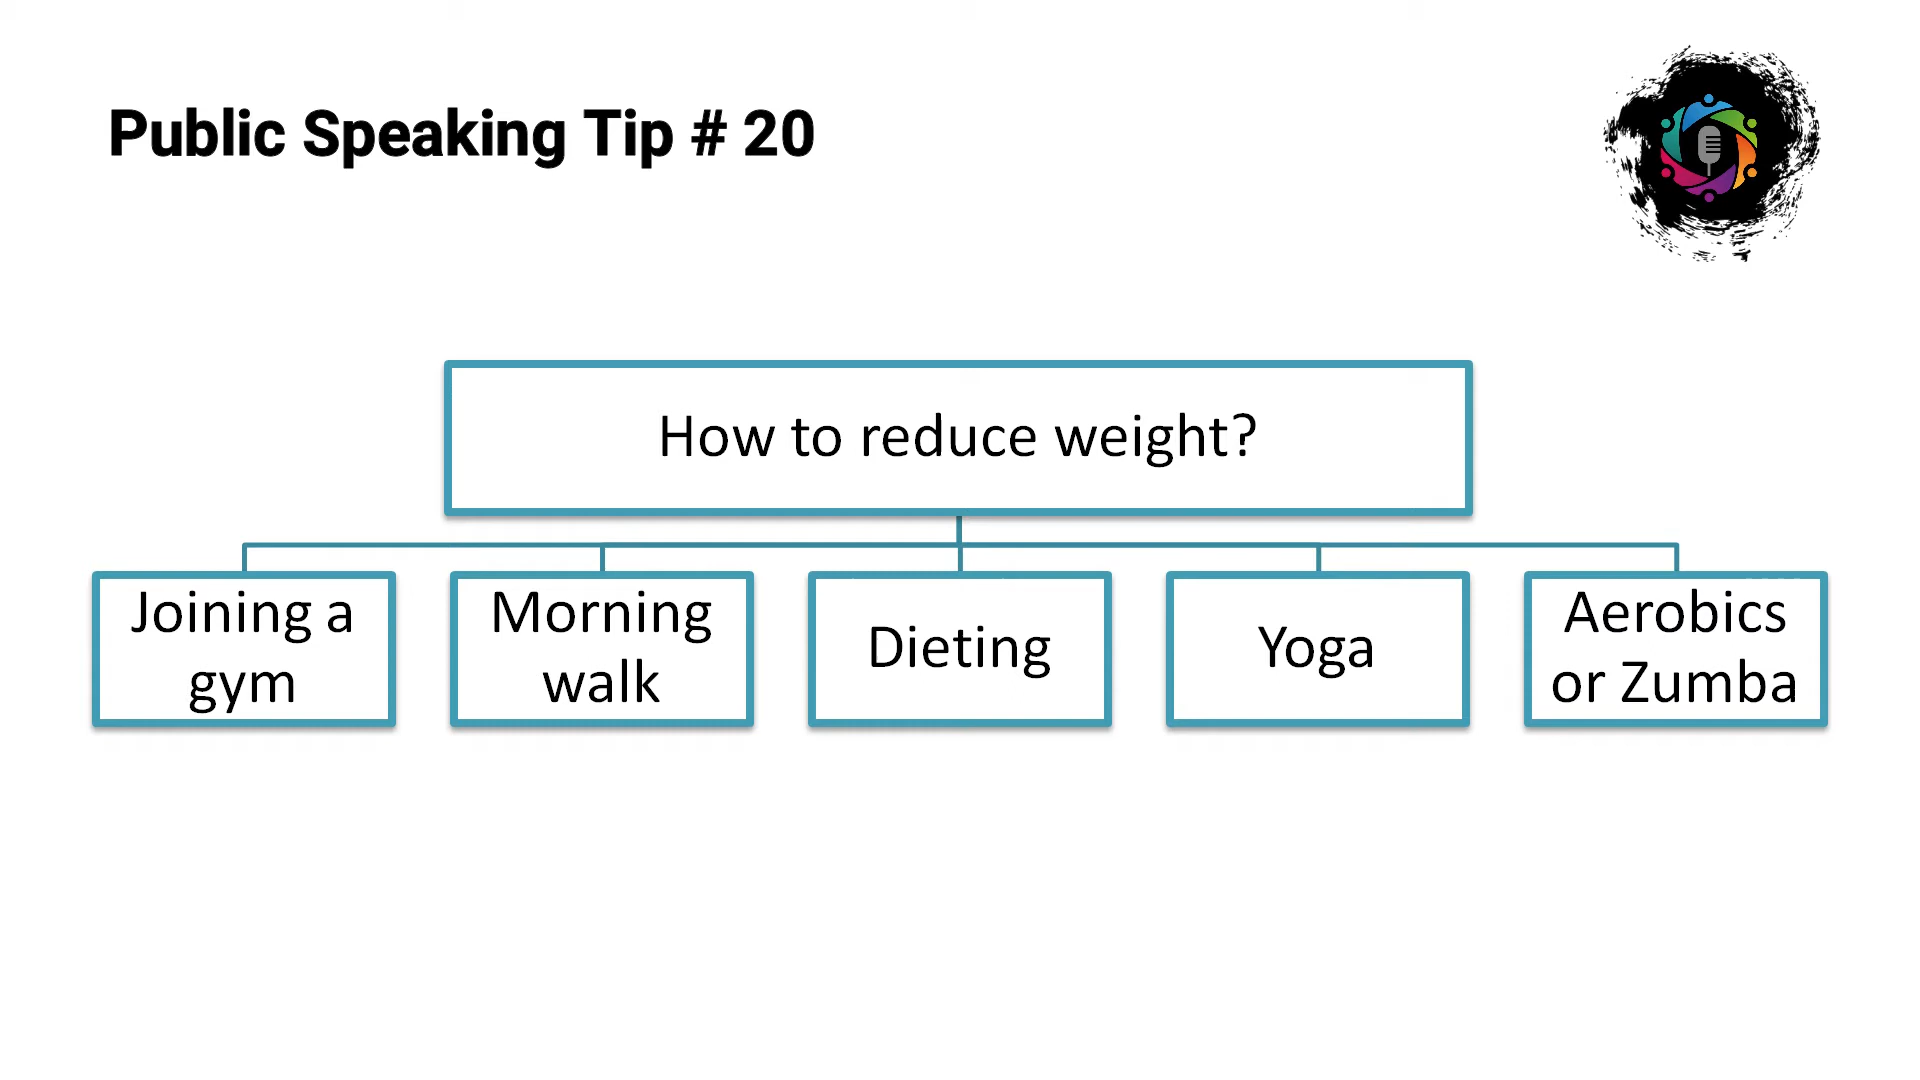 Public Speaking Tip # 20
How to reduce weight?
Joining a
gym
Morning
walk
Dieting
Yoga
Aerobics
or Zumba